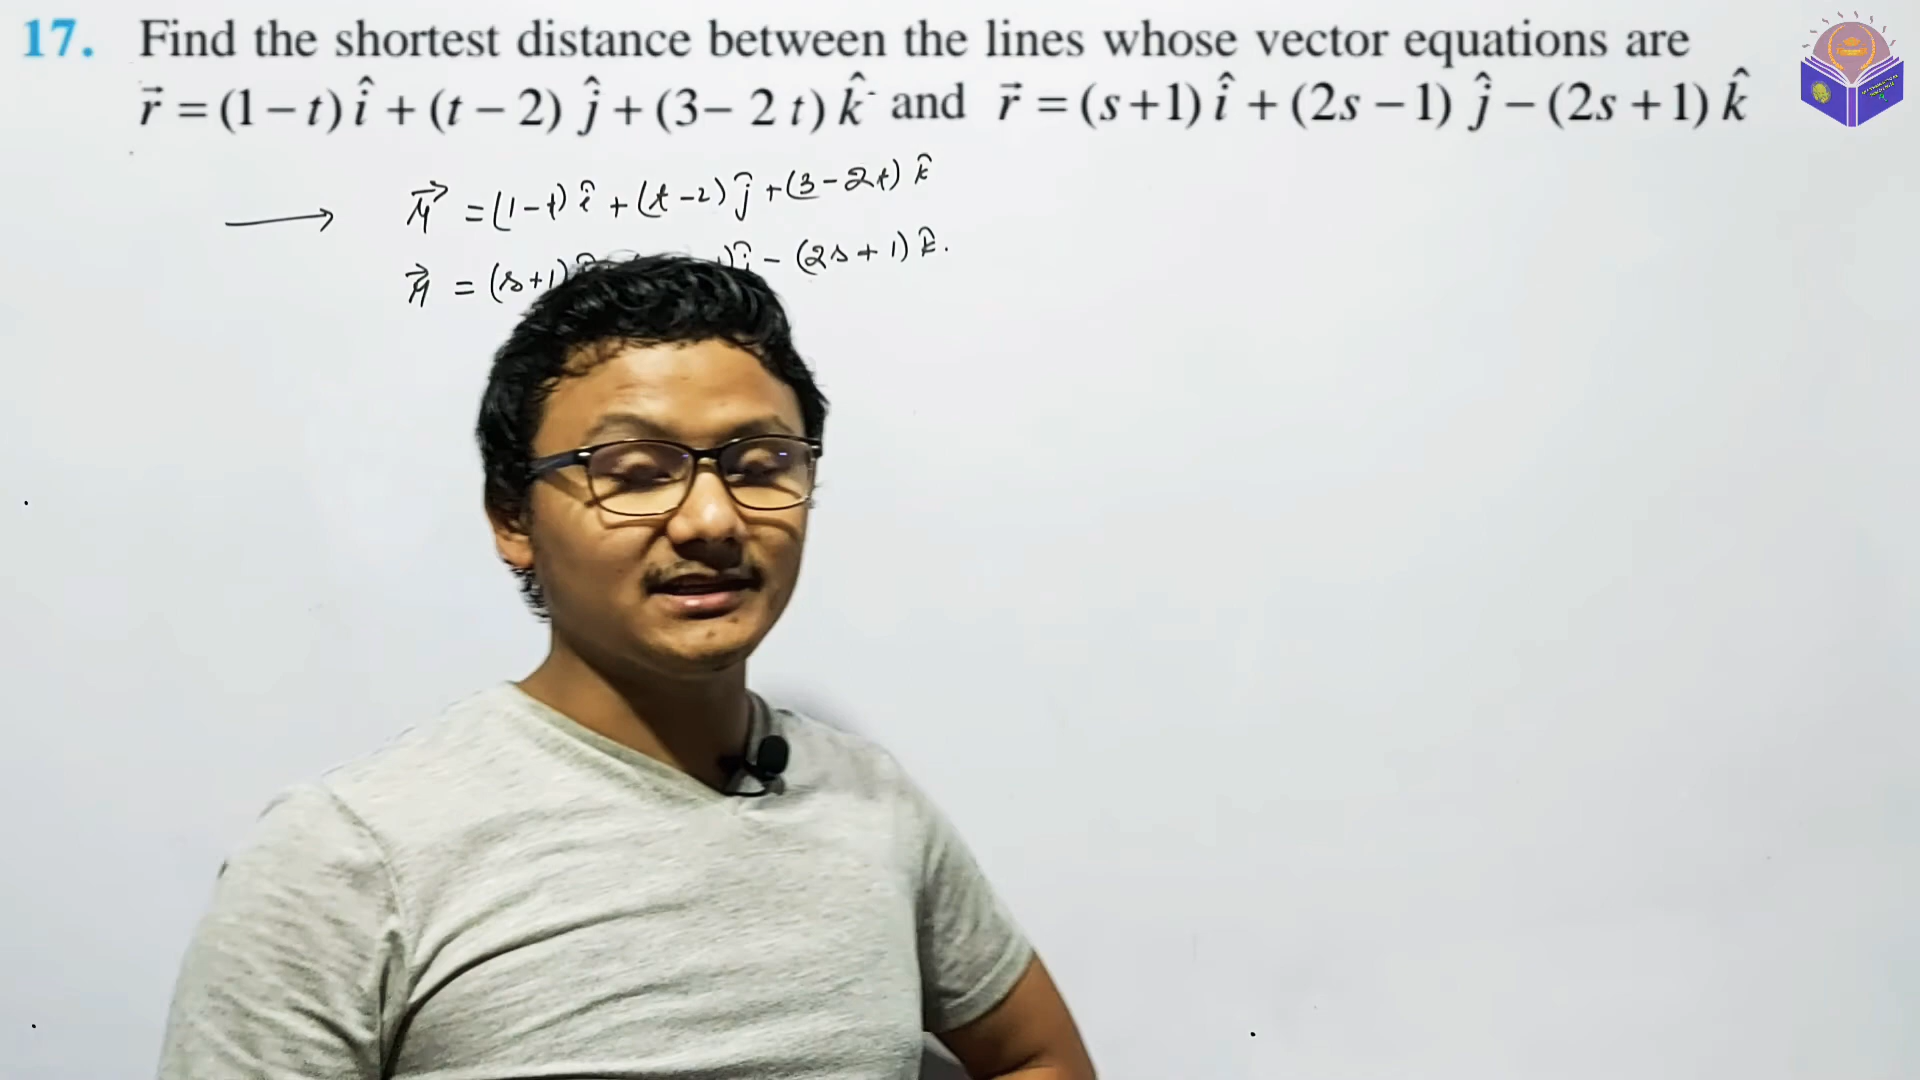 17. Find the shortest distance between the lines whose vector equations are
r⃗ = (1 – t) î + (t – 2) ĵ + (3 – 2 t) k̂ and r⃗ = (s + 1) î + (2s – 1) ĵ – (2s + 1) k̂
r⃗ = (1 – t) î + (t – 2) ĵ + (3 – 2t) k̂
r⃗ = (s + 1) ) ĵ – (2s + 1) k̂.